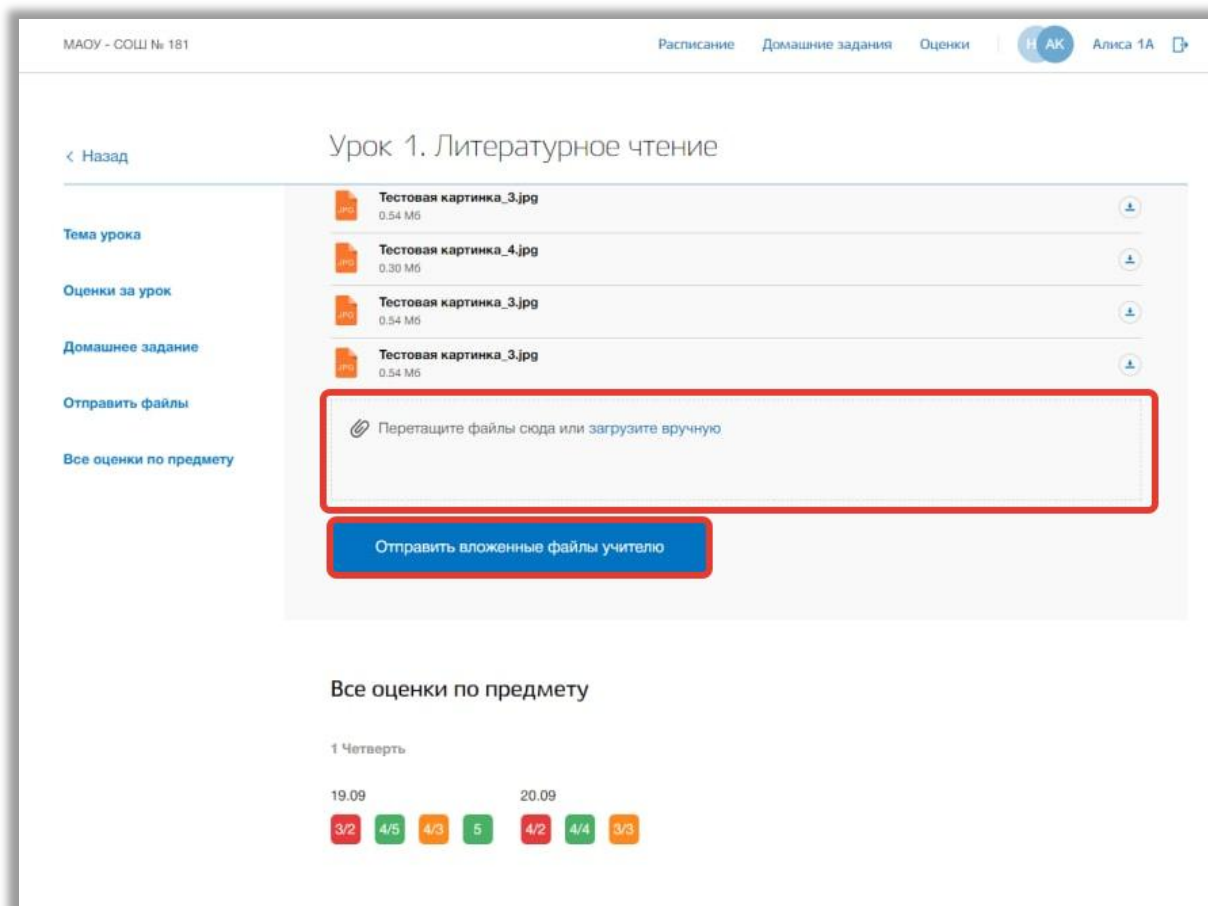 МАОУ - СОШ № 181
Расписание Домашние задания Оценки Н АК Алиса 1А
Назад
Урок 1. Литературное чтение
Тема урока
Оценки за урок
Домашнее задание
Отправить файлы
Все оценки по предмету
JPG Тестовая картинка_3.jpg
0.54 Мб
JPG Тестовая картинка_4.jpg
0.30 Мб
JPG Тестовая картинка_3.jpg
0.54 Мб
JPG Тестовая картинка_3.jpg
0.54 Мб
Перетащите файлы сюда или загрузите вручную
Отправить вложенные файлы учителю
Все оценки по предмету
1 Четверть
19.09 20.09
3/2 4/5 4/3 5 4/2 4/4 3/3